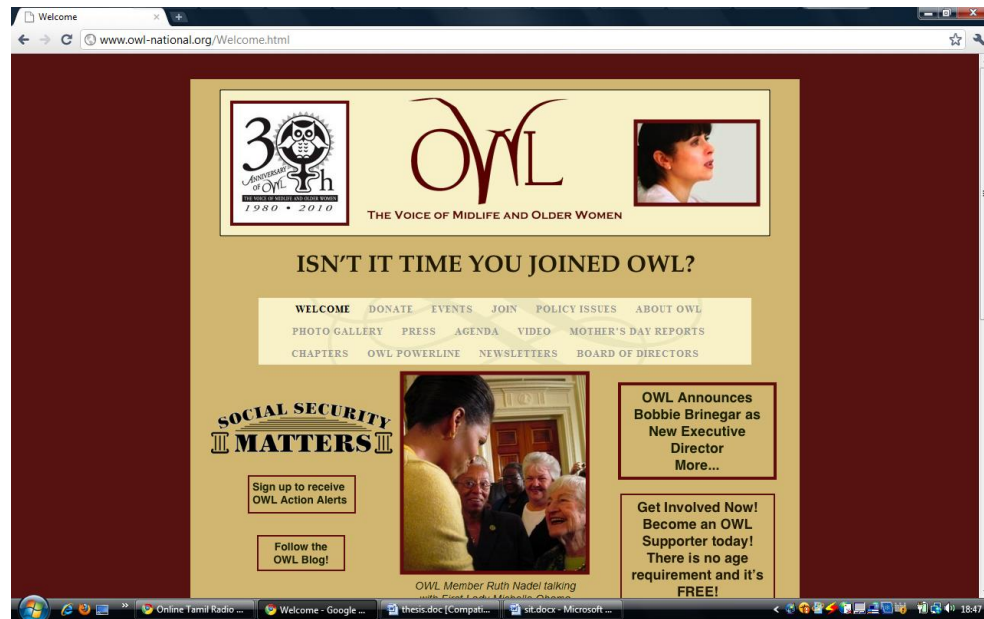 Welcome
www.owl-national.org/Welcome.html
30th
ANNIVERSARY
OF OWL
THE VOICE OF MIDLIFE AND OLDER WOMEN
1980 • 2010
OWL
THE VOICE OF MIDLIFE AND OLDER WOMEN
ISN'T IT TIME YOU JOINED OWL?
WELCOME DONATE EVENTS JOIN POLICY ISSUES ABOUT OWL
PHOTO GALLERY PRESS AGENDA VIDEO MOTHER'S DAY REPORTS
CHAPTERS OWL POWERLINE NEWSLETTERS BOARD OF DIRECTORS
SOCIAL SECURITY
MATTERS
Sign up to receive
OWL Action Alerts
Follow the
OWL Blog!
OWL Member Ruth Nadel talking
with First Lady Michelle Obama
OWL Announces
Bobbie Brinegar as
New Executive
Director
More...
Get Involved Now!
Become an OWL
Supporter today!
There is no age
requirement and it's
FREE!
Online Tamil Radio ...
Welcome - Google ...
thesis.doc [Compati...
sit.docx - Microsoft ...
18:47